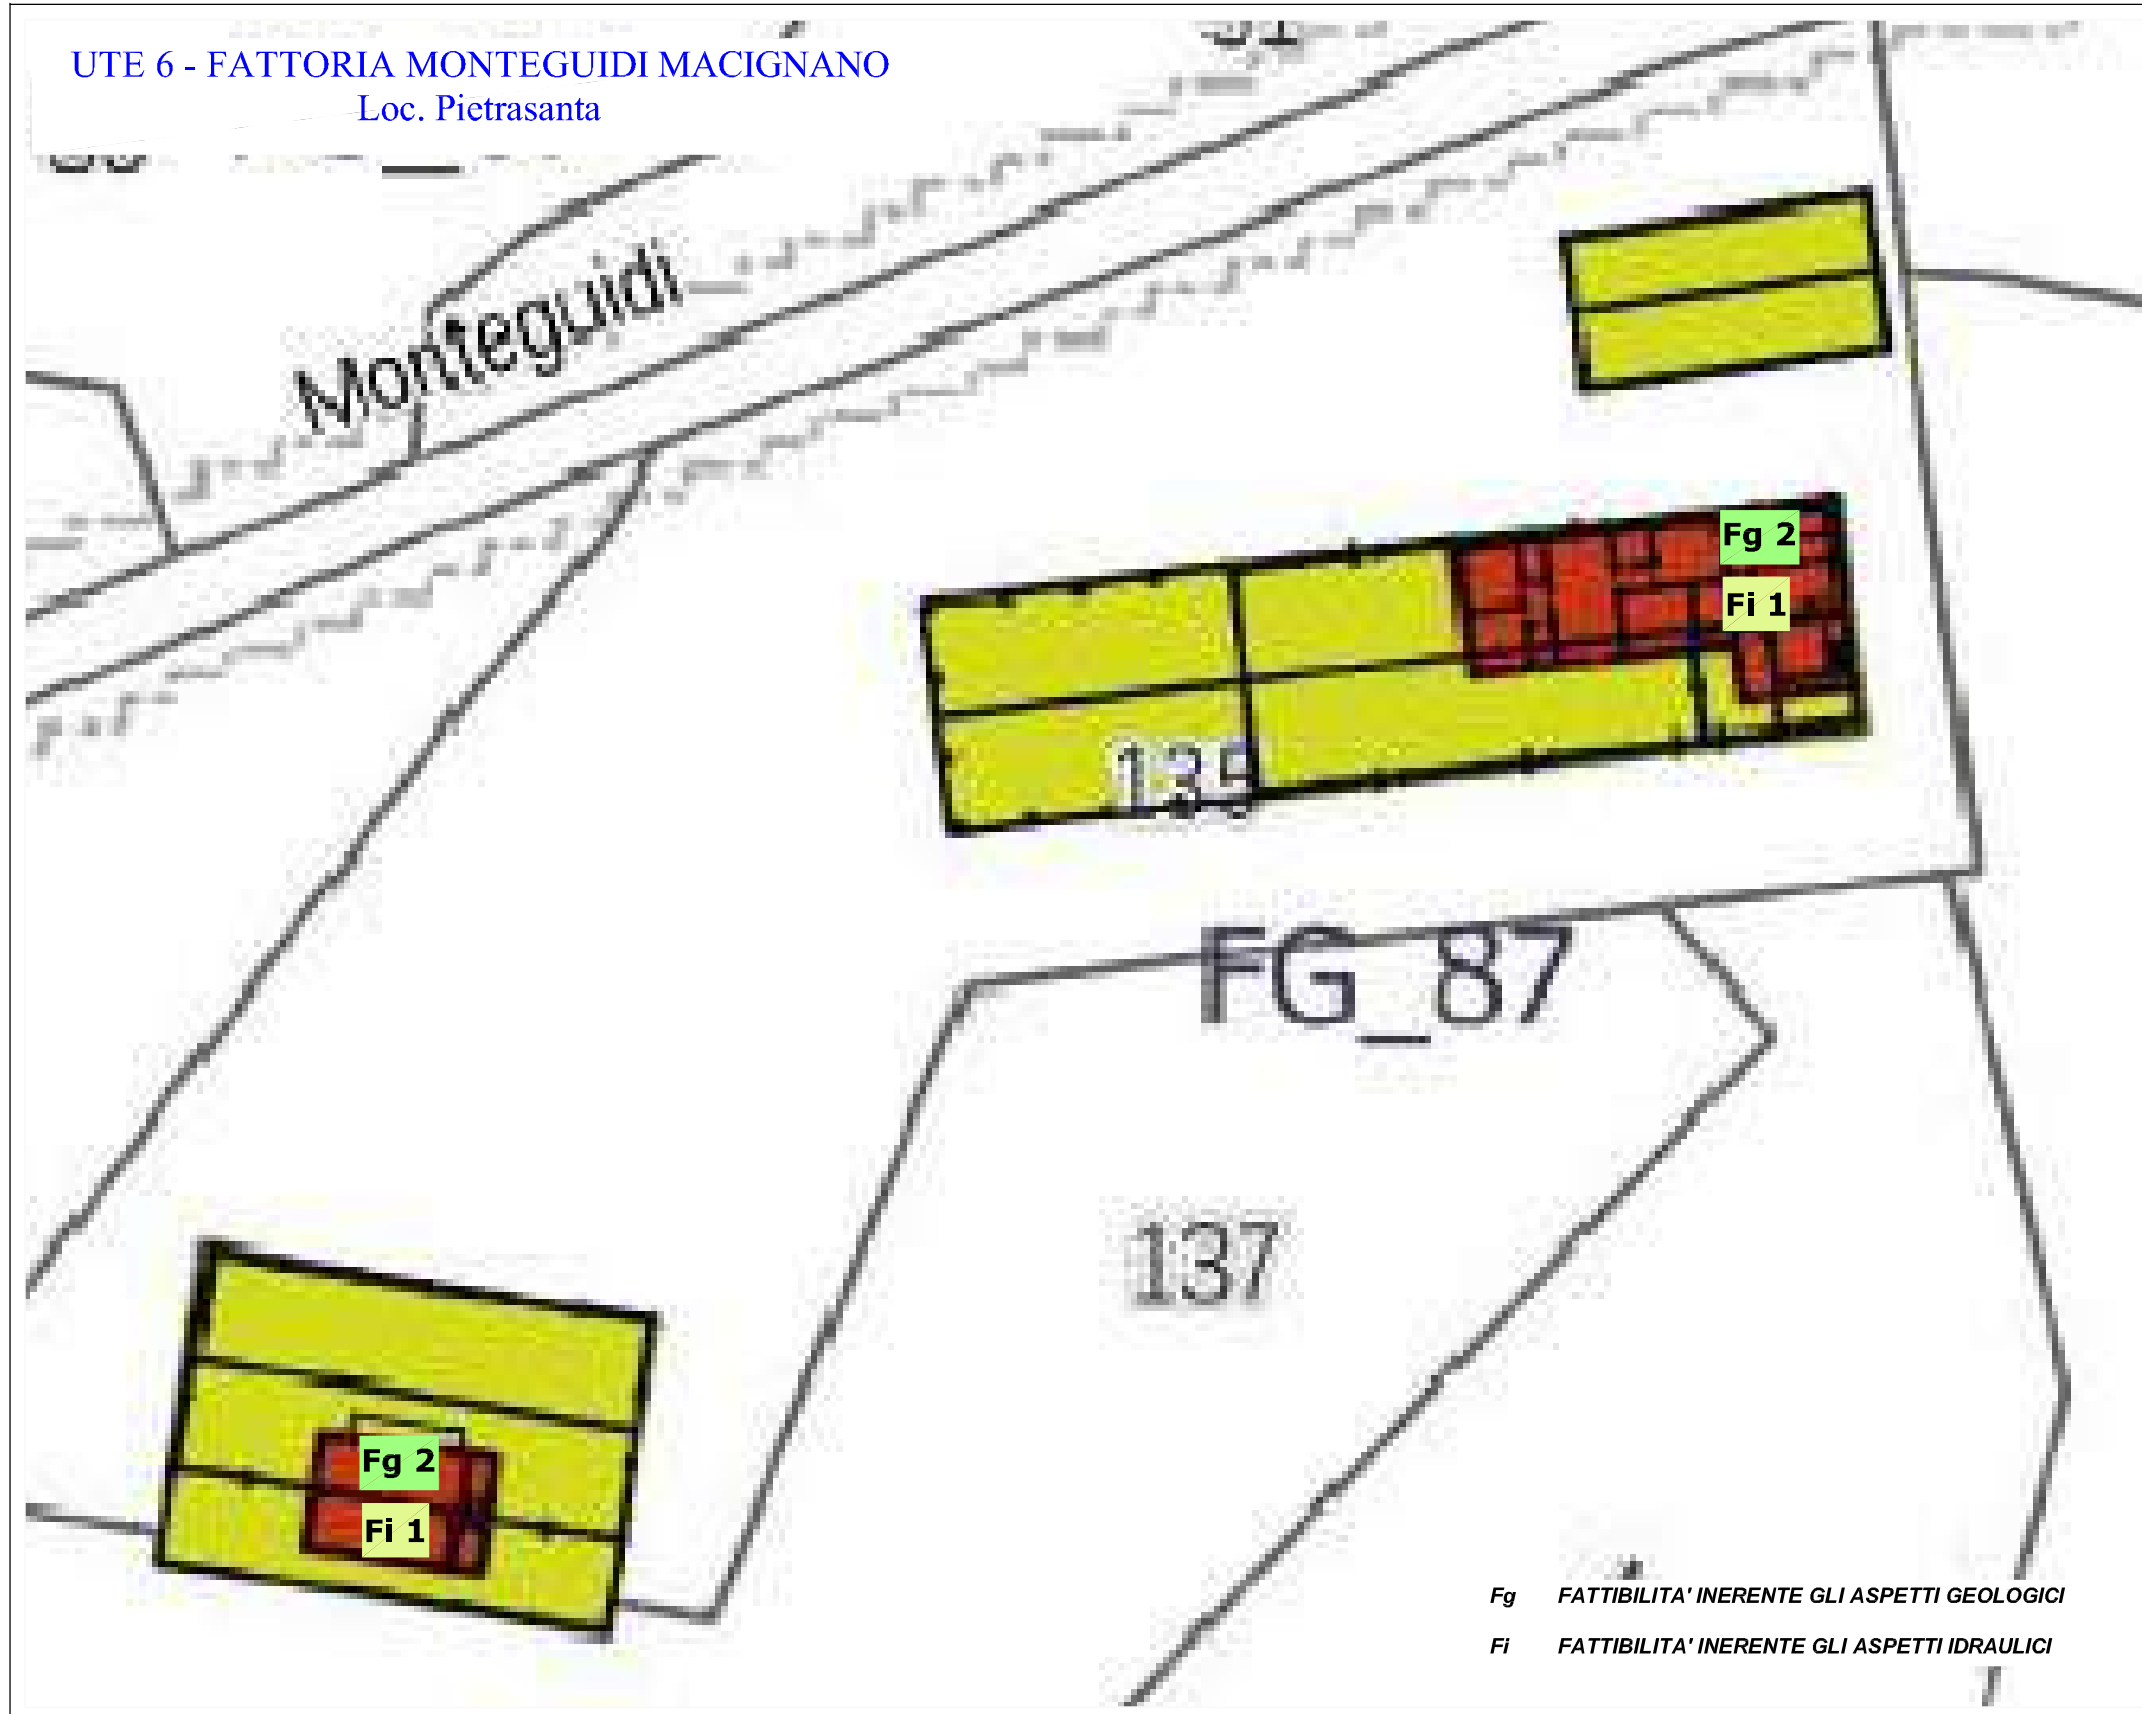 UTE 6 - FATTORIA MONTEGUIDI MACIGNANO
Loc. Pietrasanta
Monteguidi
Fg 2
Fi 1
135
FG_87
137
Fg 2
Fi 1
Fg FATTIBILITA' INERENTE GLI ASPETTI GEOLOGICI
Fi FATTIBILITA' INERENTE GLI ASPETTI IDRAULICI